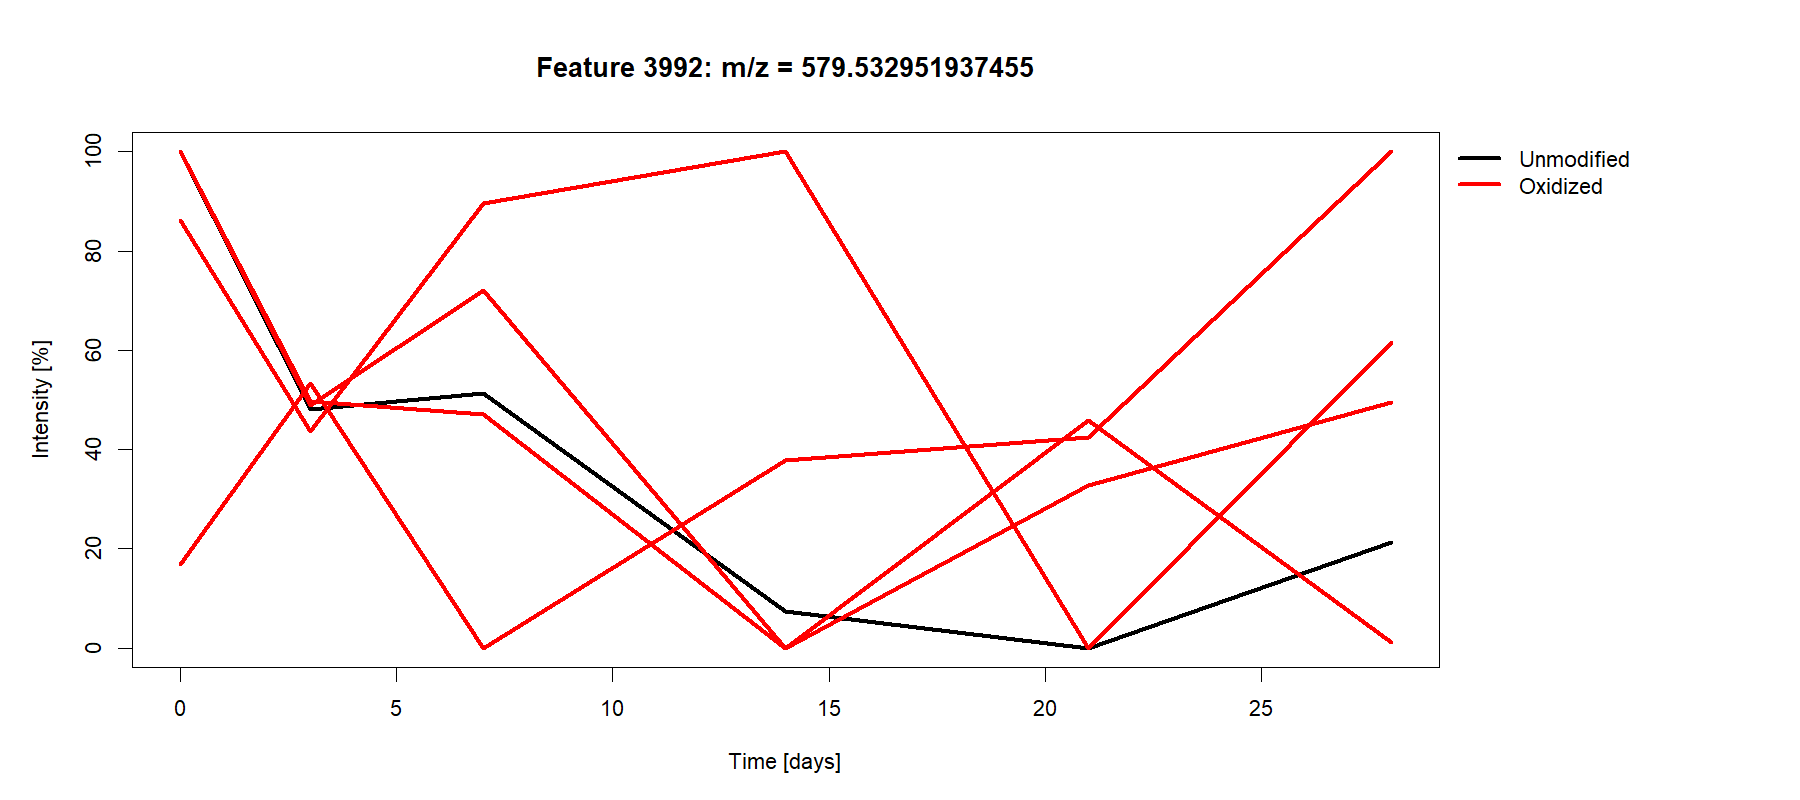 Feature 3992: m/z = 579.532951937455
Unmodified
Oxidized
Intensity [%]
100
80
60
40
20
0
0 5 10 15 20 25
Time [days]